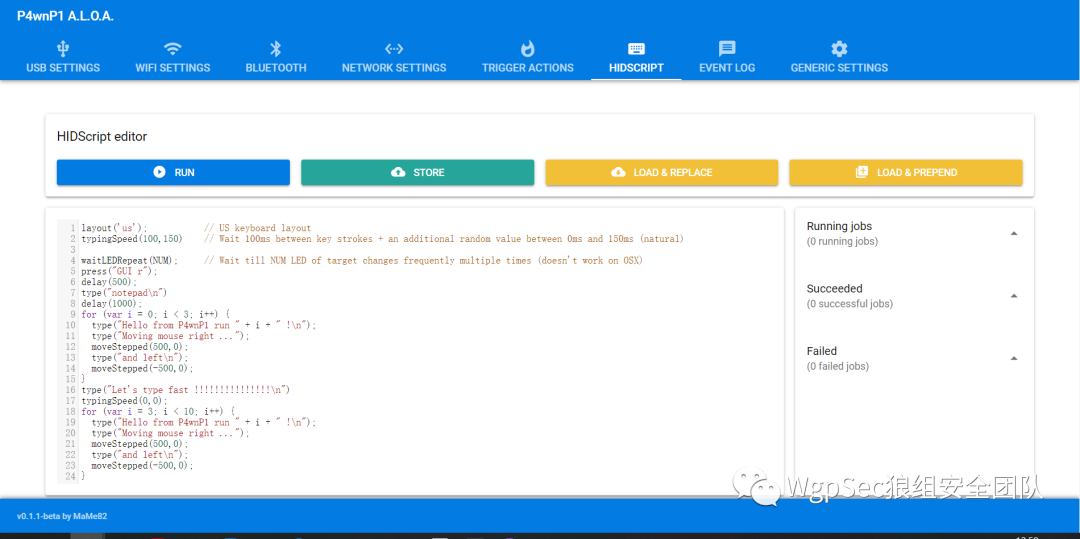 P4wnP1 A.L.O.A.
USB SETTINGS WIFI SETTINGS BLUETOOTH NETWORK SETTINGS TRIGGER ACTIONS HIDSCRIPT EVENT LOG GENERIC SETTINGS
HIDScript editor
RUN STORE LOAD & REPLACE LOAD & PREPEND
1 layout('us'); // US keyboard layout
2 typingSpeed(100,150) // Wait 100ms between key strokes + an additional random value between 0ms and 150ms (natural)
3
4 waitLEDRepeat(NUM); // Wait till NUM LED of target changes frequently multiple times (doesn't work on OSX)
5 press("GUI r");
6 delay(500);
7 type("notepad\n")
8 delay(1000);
9 for (var i = 0; i < 3; i++) {
10 type("Hello from P4wnP1 run " + i + " !\n");
11 type("Moving mouse right ...");
12 moveStepped(500,0);
13 type("and left\n");
14 moveStepped(-500,0);
15 }
16 type("Let's type fast !!!!!!!!!!!!!!!\n")
17 typingSpeed(0,0);
18 for (var i = 3; i < 10; i++) {
19 type("Hello from P4wnP1 run " + i + " !\n");
20 type("Moving mouse right ...");
21 moveStepped(500,0);
22 type("and left\n");
23 moveStepped(-500,0);
24 }
Running jobs
(0 running jobs)
Succeeded
(0 successful jobs)
Failed
(0 failed jobs)
WgpSec狼组安全团队
v0.1.1-beta by MaMe82